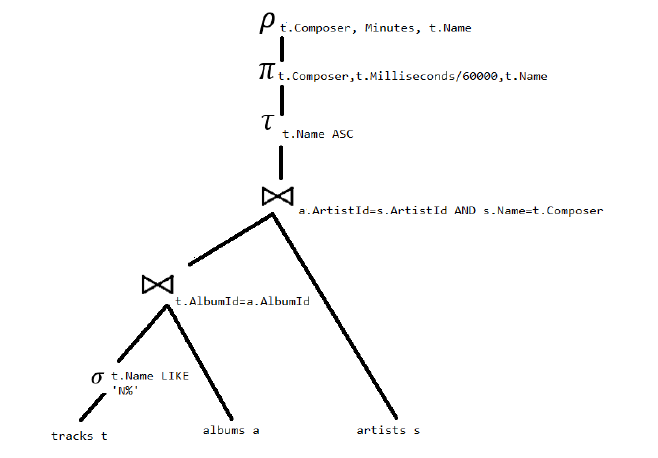 ρ t.Composer, Minutes, t.Name
π t.Composer,t.Milliseconds/60000,t.Name
τ t.Name ASC
⋈ a.ArtistId=s.ArtistId AND s.Name=t.Composer
⋈ t.AlbumId=a.AlbumId
σ t.Name LIKE
'N%'
tracks t
albums a
artists s